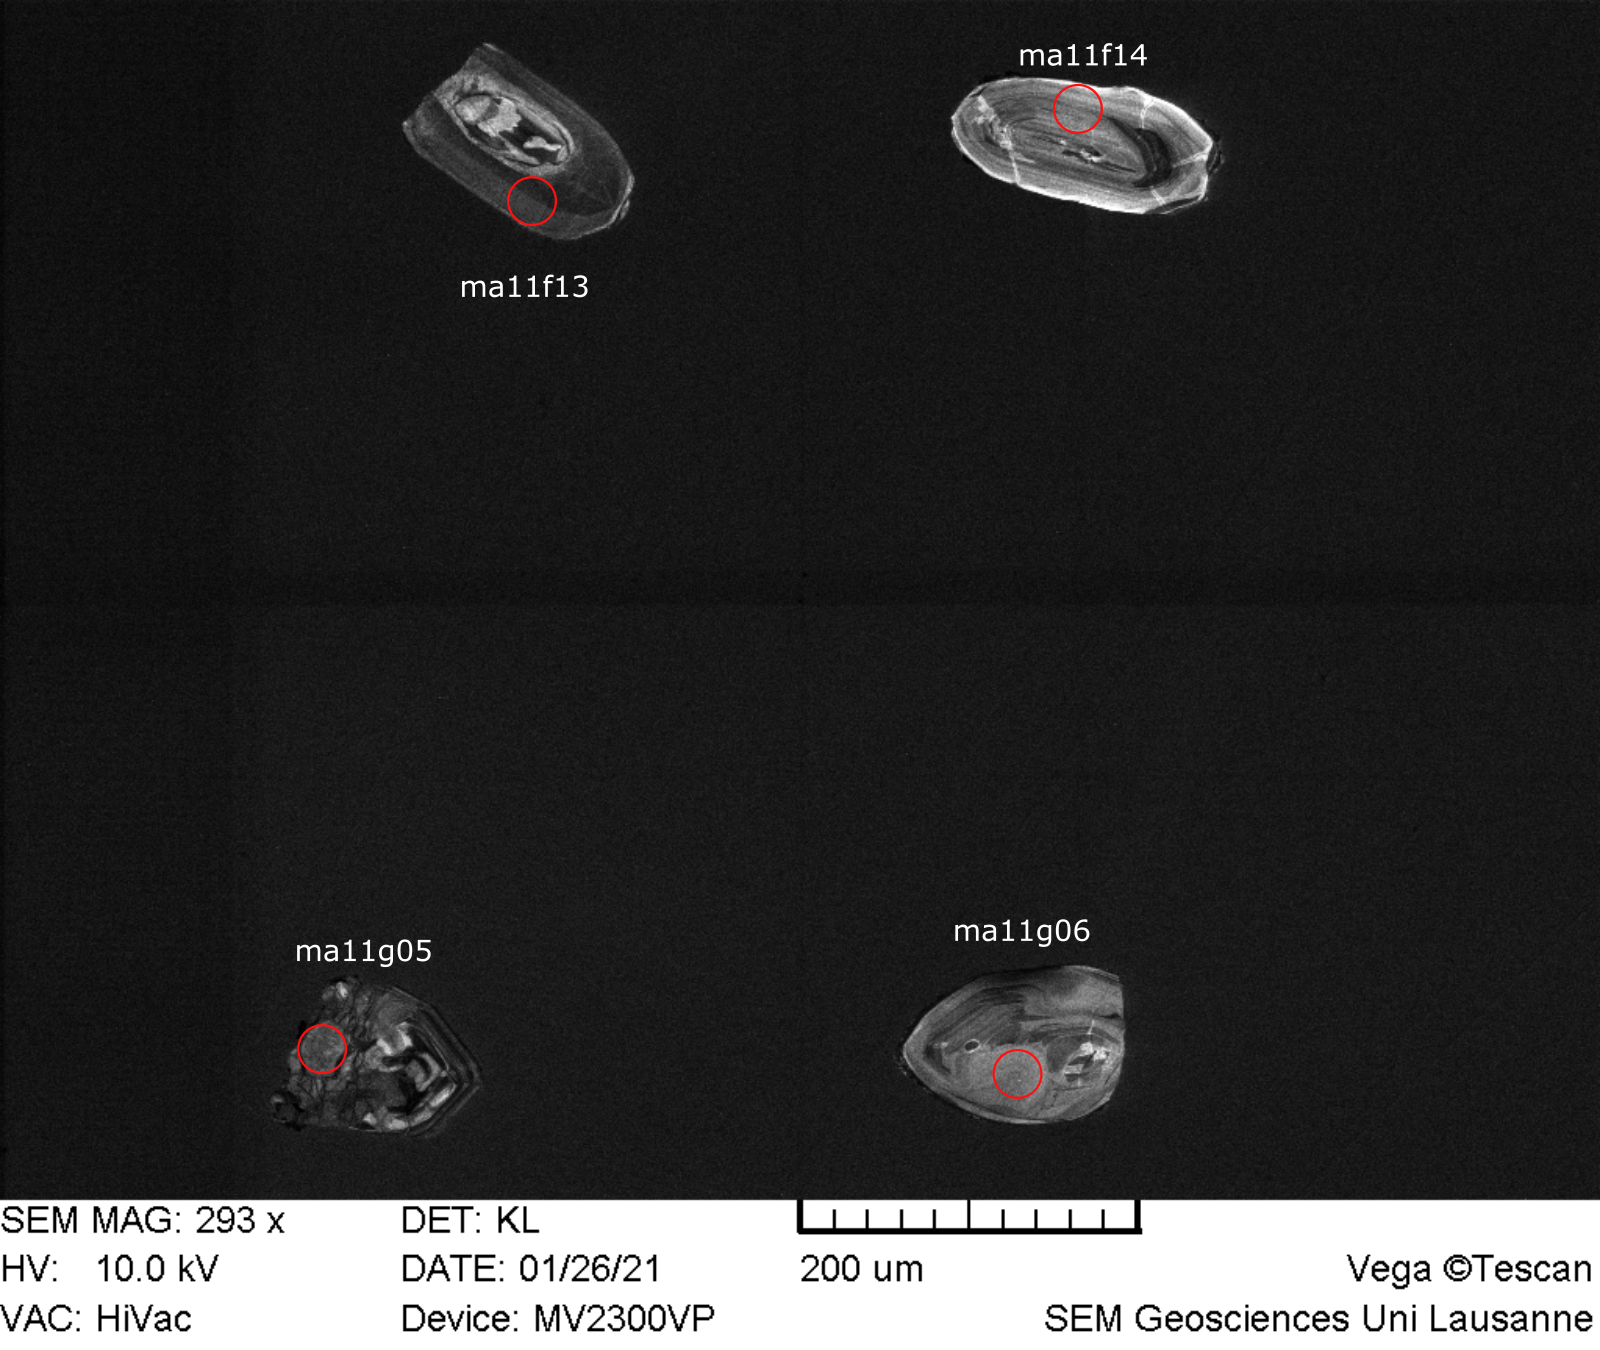 ma11f14
ma11f13
ma11g06
ma11g05
SEM MAG: 293 x
DET: KL
HV: 10.0 kV
DATE: 01/26/21
200 um
Vega ©Tescan
VAC: HiVac
Device: MV2300VP
SEM Geosciences Uni Lausanne